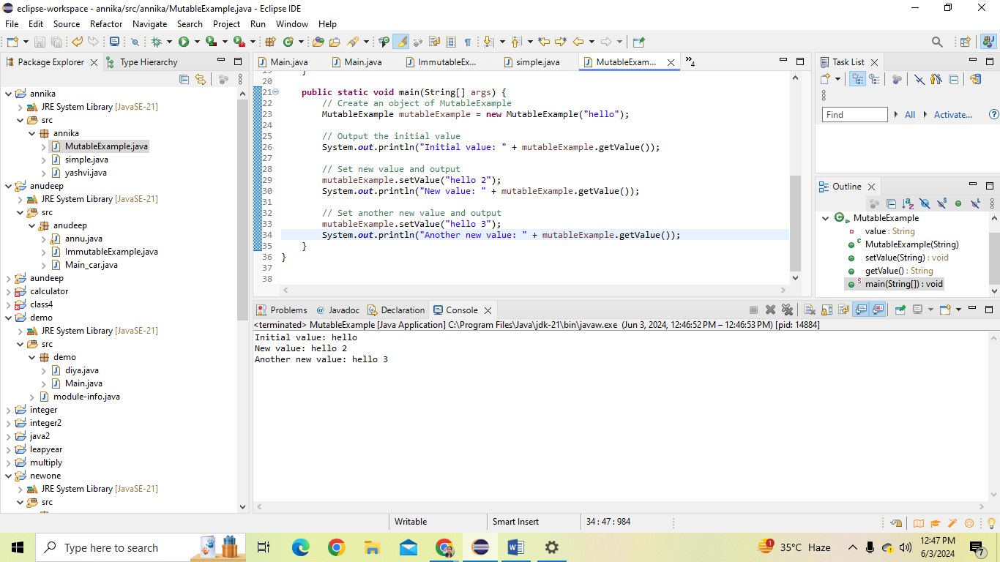 eclipse-workspace - annika/src/annika/MutableExample.java - Eclipse IDE
File Edit Source Refactor Navigate Search Project Run Window Help
Package Explorer Type Hierarchy
annika
JRE System Library [JavaSE-21]
src
annika
MutableExample.java
simple.java
yashvi.java
anudeep
JRE System Library [JavaSE-21]
src
anudeep
annu.java
ImmutableExample.java
Main_car.java
aundeep
calculator
class4
demo
JRE System Library [JavaSE-21]
src
demo
diya.java
Main.java
module-info.java
integer
integer2
java2
leapyear
multiply
newone
JRE System Library [JavaSE-21]
src
Main.java Main.java ImmutableEx... simple.java MutableExam... 4
19 }
20
21 public static void main(String[] args) {
22 // Create an object of MutableExample
23 MutableExample mutableExample = new MutableExample("hello");
24
25 // Output the initial value
26 System.out.println("Initial value: " + mutableExample.getValue());
27
28 // Set new value and output
29 mutableExample.setValue("hello 2");
30 System.out.println("New value: " + mutableExample.getValue());
31
32 // Set another new value and output
33 mutableExample.setValue("hello 3");
34 System.out.println("Another new value: " + mutableExample.getValue());
35 }
36 }
37
38
Task List
Find All Activate...
Outline
MutableExample
value : String
MutableExample(String)
setValue(String) : void
getValue() : String
main(String[]) : void
Problems Javadoc Declaration Console
<terminated> MutableExample [Java Application] C:\Program Files\Java\jdk-21\bin\javaw.exe (Jun 3, 2024, 12:46:52 PM – 12:46:53 PM) [pid: 14884]
Initial value: hello
New value: hello 2
Another new value: hello 3
Writable Smart Insert 34 : 47 : 984
Type here to search
35°C Haze
12:47 PM
6/3/2024
7